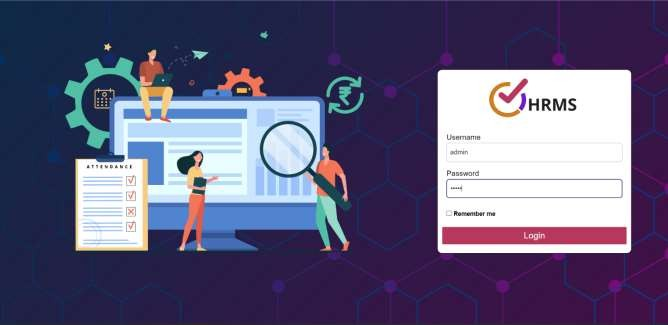 ATTENDANCE
HRMS
Username
admin
Password
•••••
Remember me
Login